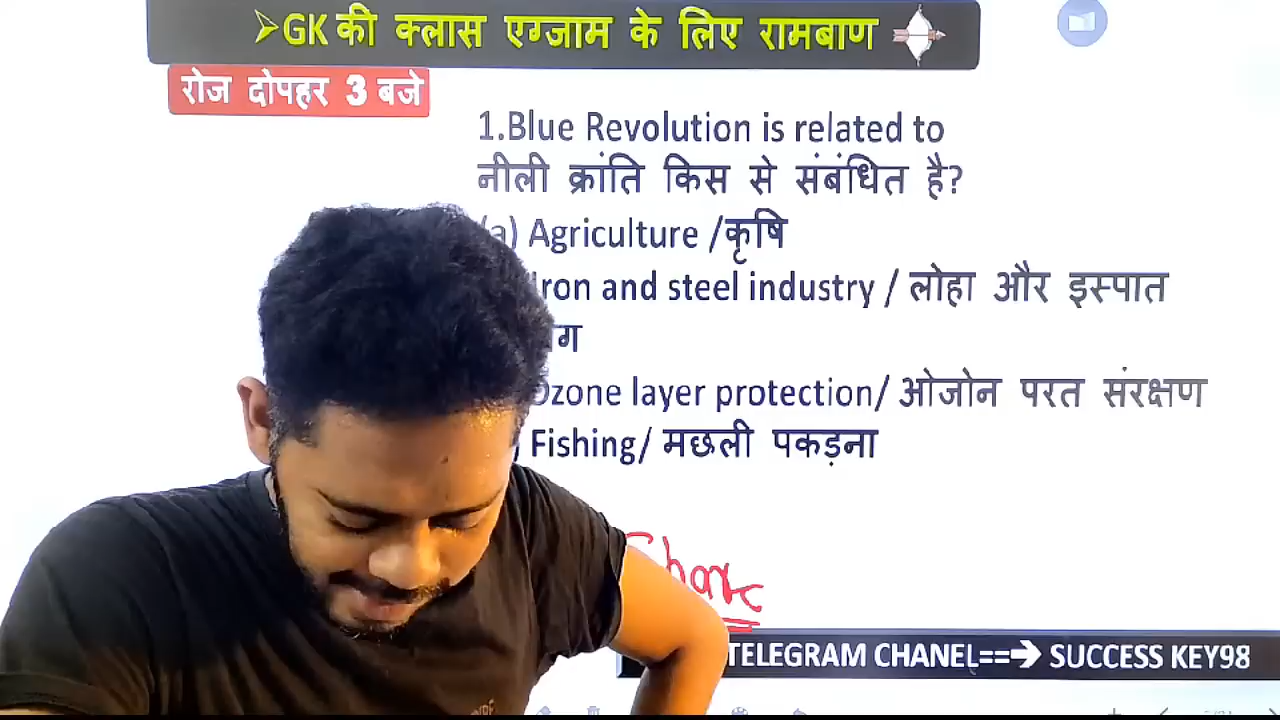 ➢GK की क्लास एग्जाम के लिए रामबाण
रोज दोपहर 3 बजे
1.Blue Revolution is related to
नीली क्रांति किस से संबंधित है?
(a) Agriculture /कृषि
Iron and steel industry / लोहा और इस्पात
Ozone layer protection/ ओजोन परत संरक्षण
Fishing/ मछली पकड़ना
TELEGRAM CHANEL==➔ SUCCESS KEY98